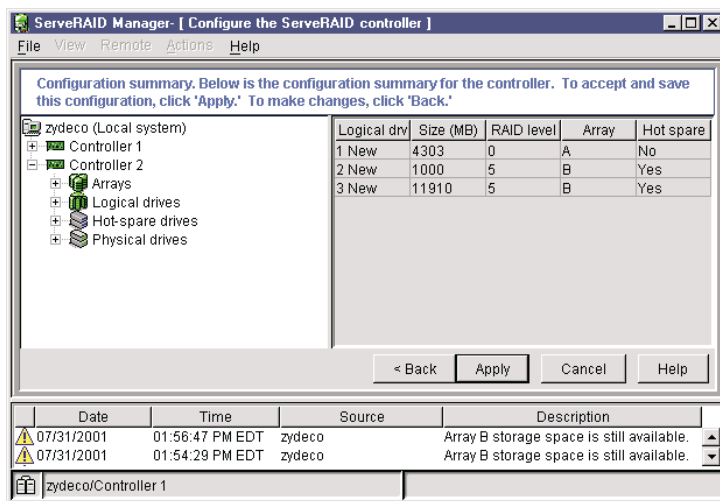 ServeRAID Manager- [ Configure the ServeRAID controller ]
File View Remote Actions Help
Configuration summary. Below is the configuration summary for the controller. To accept and save
this configuration, click 'Apply.' To make changes, click 'Back.'
zydeco (Local system)
Controller 1
Controller 2
Arrays
Logical drives
Hot-spare drives
Physical drives
Logical drv Size (MB) RAID level Array Hot spare
1 New 4303 0 A No
2 New 1000 5 B Yes
3 New 11910 5 B Yes
< Back Apply Cancel Help
Date Time Source Description
07/31/2001 01:56:47 PM EDT zydeco Array B storage space is still available.
07/31/2001 01:54:29 PM EDT zydeco Array B storage space is still available.
zydeco/Controller 1